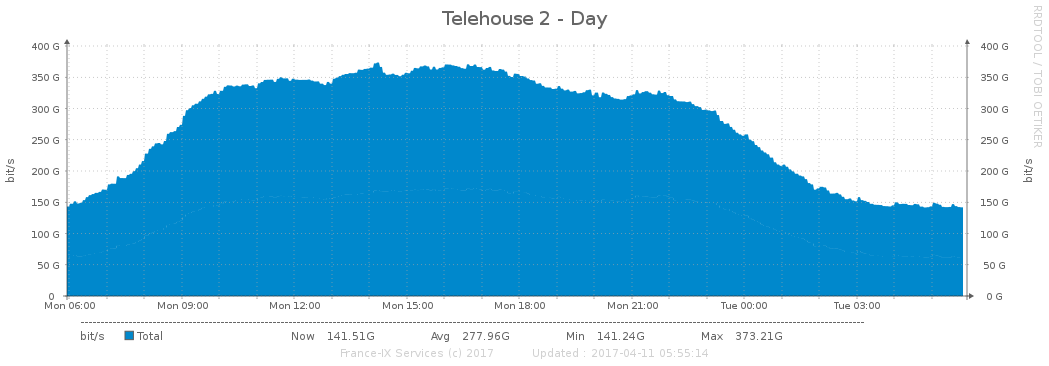 Telehouse 2 - Day
RRDTOOL / TOBI OETIKER
400 G 400 G
350 G 350 G
300 G 300 G
250 G 250 G
200 G 200 G
150 G 150 G
100 G 100 G
50 G 50 G
0 0 G
bit/s bit/s
Mon 06:00 Mon 09:00 Mon 12:00 Mon 15:00 Mon 18:00 Mon 21:00 Tue 00:00 Tue 03:00
bit/s Total Now 141.51G Avg 277.96G Min 141.24G Max 373.21G
France-IX Services (c) 2017 Updated : 2017-04-11 05:55:14